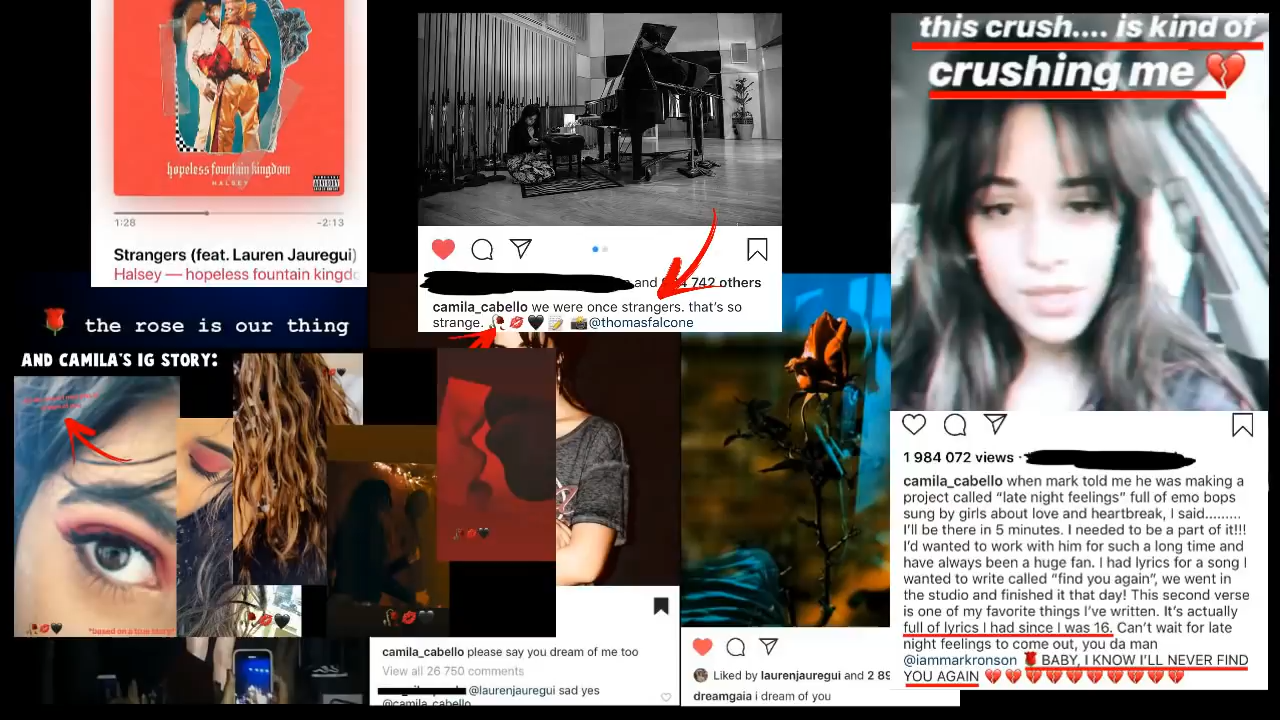 hopeless fountain kingdom
HALSEY
1:28
-2:13
Strangers (feat. Lauren Jauregui)
Halsey — hopeless fountain kingdo
🌹 the rose is our thing
AND CAMILA'S IG STORY:
*based on a true story*
and
742 others
camila_cabello we were once strangers. that's so
strange. 🥀💋🖤📝 📸@thomasfalcone
camila_cabello please say you dream of me too
View all 26 750 comments
@laurenjauregui sad yes
@camila_cabello
Liked by laurenjauregui and 2 89
dreamgaia i dream of you
this crush.... is kind of
crushing me 💔
1 984 072 views ·
camila_cabello when mark told me he was making a
project called “late night feelings” full of emo bops
sung by girls about love and heartbreak, I said.........
I'll be there in 5 minutes. I needed to be a part of it!!!
I'd wanted to work with him for such a long time and
have always been a huge fan. I had lyrics for a song I
wanted to write called “find you again”, we went in
the studio and finished it that day! This second verse
is one of my favorite things I've written. It's actually
full of lyrics I had since I was 16. Can't wait for late
night feelings to come out, you da man
@iammarkronson 🌹 BABY, I KNOW I'LL NEVER FIND
YOU AGAIN 💔💔💔💔💔💔💔💔💔💔